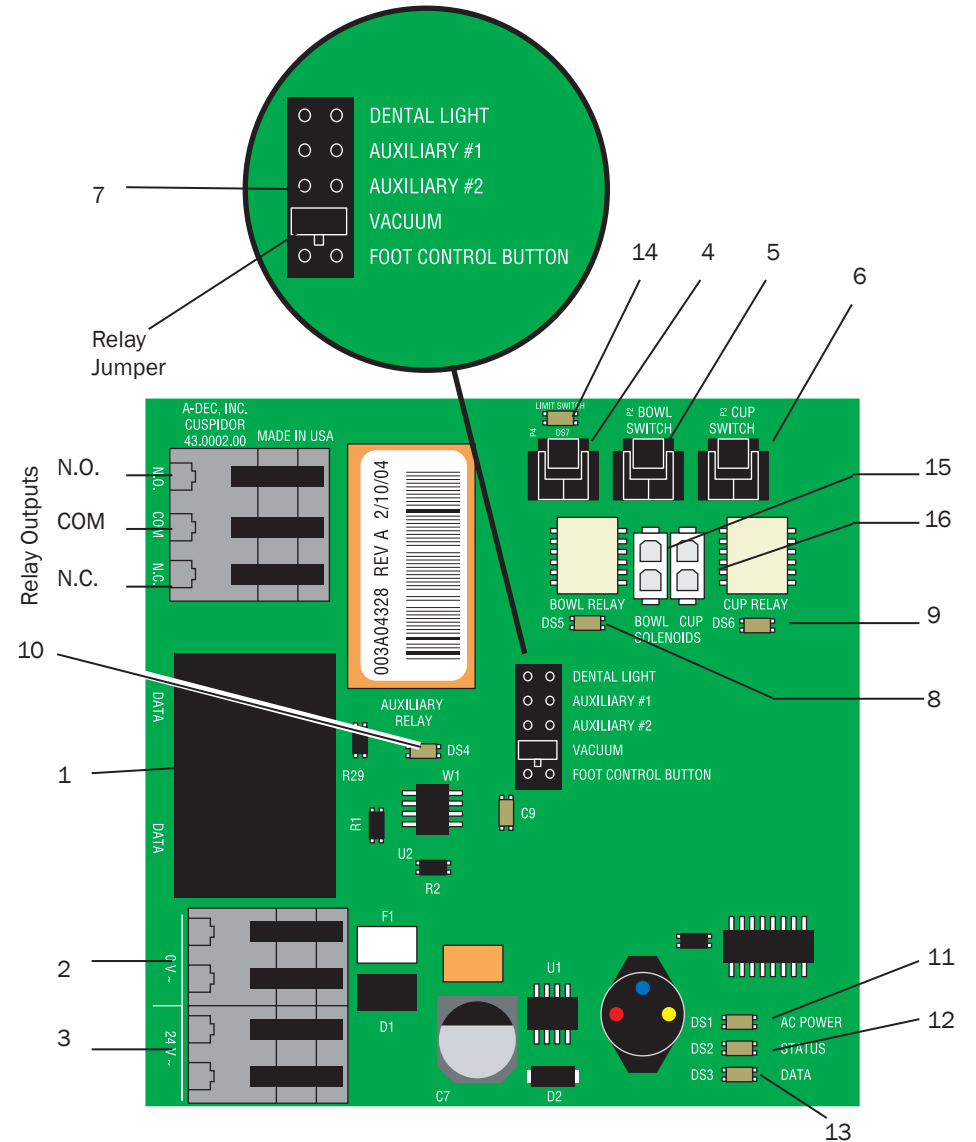 DENTAL LIGHT
AUXILIARY #1
7
AUXILIARY #2
VACUUM
FOOT CONTROL BUTTON
Relay
Jumper
14
4
5
6
A-DEC, INC.
CUSPIDOR
43.0002.00
MADE IN USA
LIMIT SWITCH
P4
DS7
P2 BOWL
SWITCH
P3 CUP
SWITCH
Relay Outputs
N.O.
COM
N.C.
N.O.
COM
N.C.
003A04328 REV A 2/10/04
15
16
BOWL RELAY
CUP RELAY
DS5
BOWL CUP
SOLENOIDS
DS6
9
10
8
DENTAL LIGHT
AUXILIARY #1
AUXILIARY #2
VACUUM
FOOT CONTROL BUTTON
AUXILIARY
RELAY
DS4
DATA
1
DATA
R29
W1
R1
U2
R2
C9
2
0 V ~
3
24 V ~
F1
D1
C7
U1
D2
11
DS1
AC POWER
12
DS2
STATUS
DS3
DATA
13